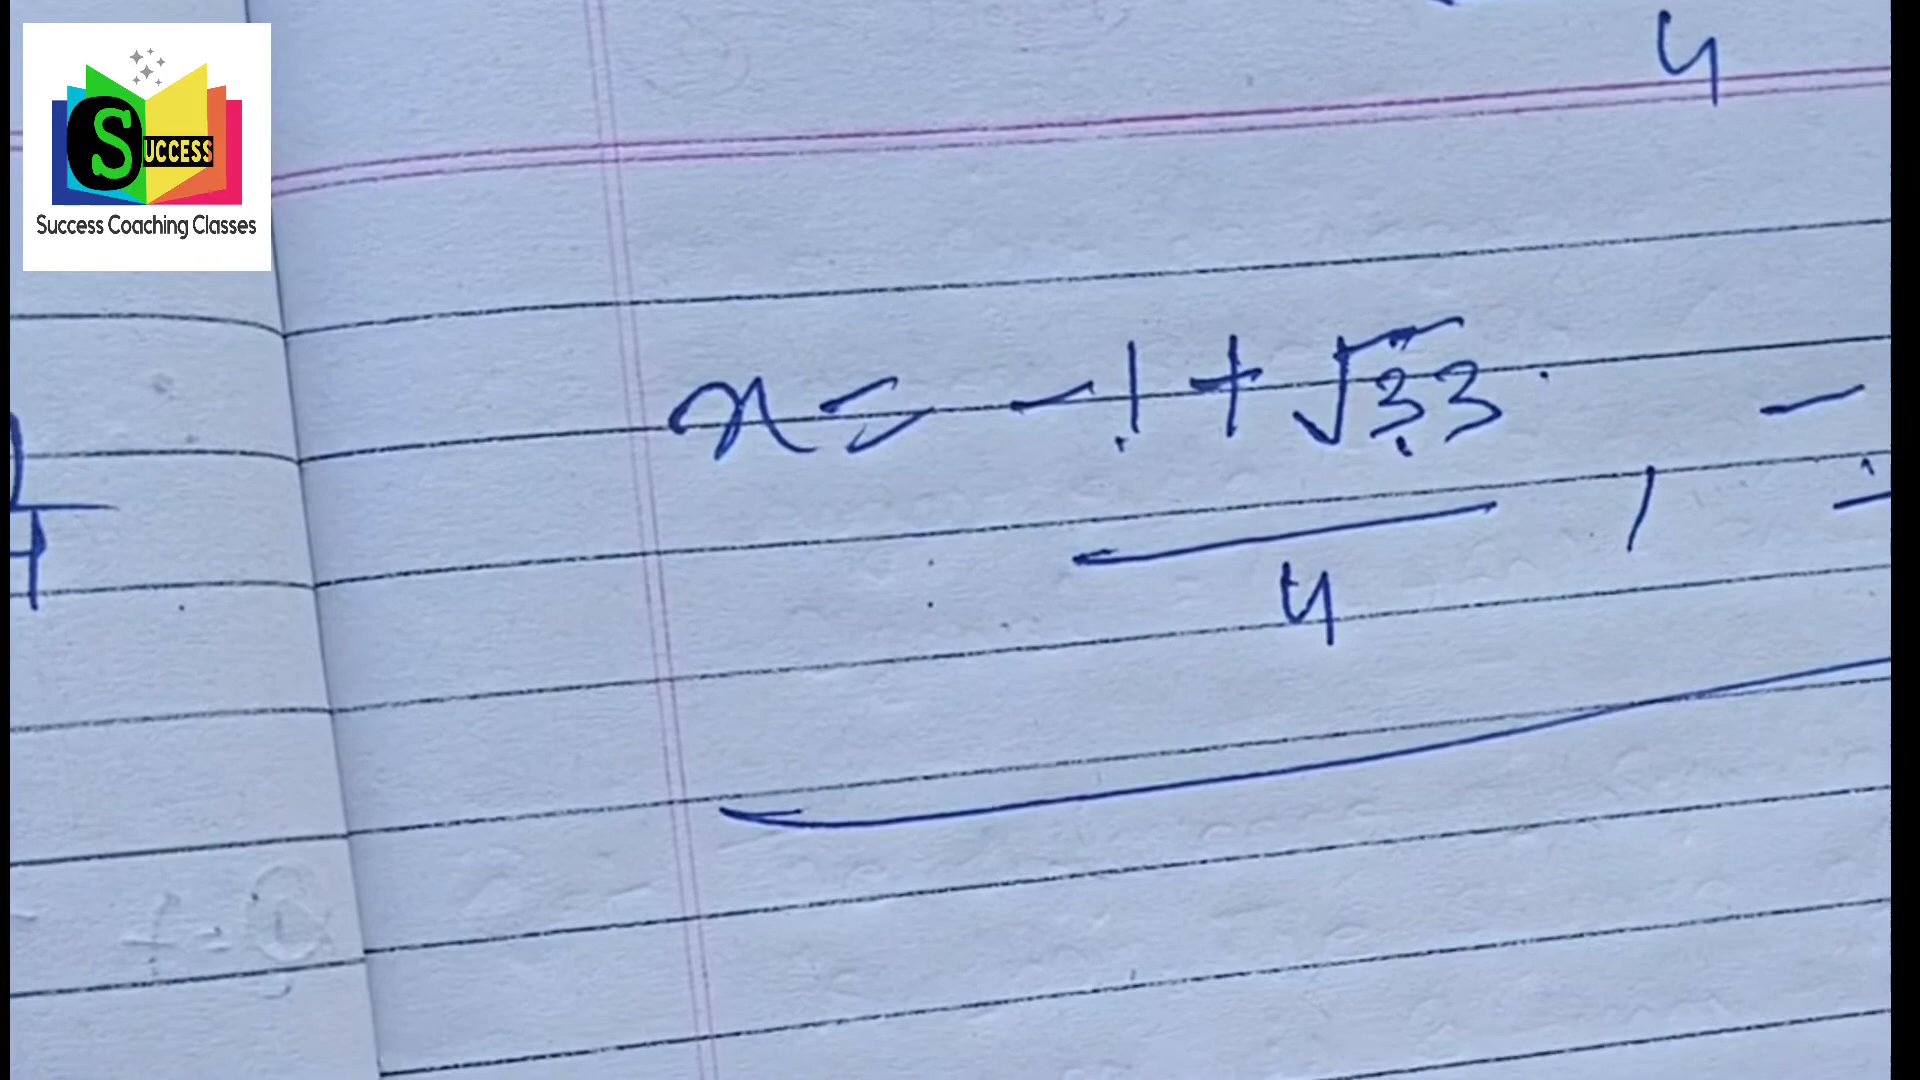 4
SUCCESS
Success Coaching Classes
x = -1 + √33 , -
4